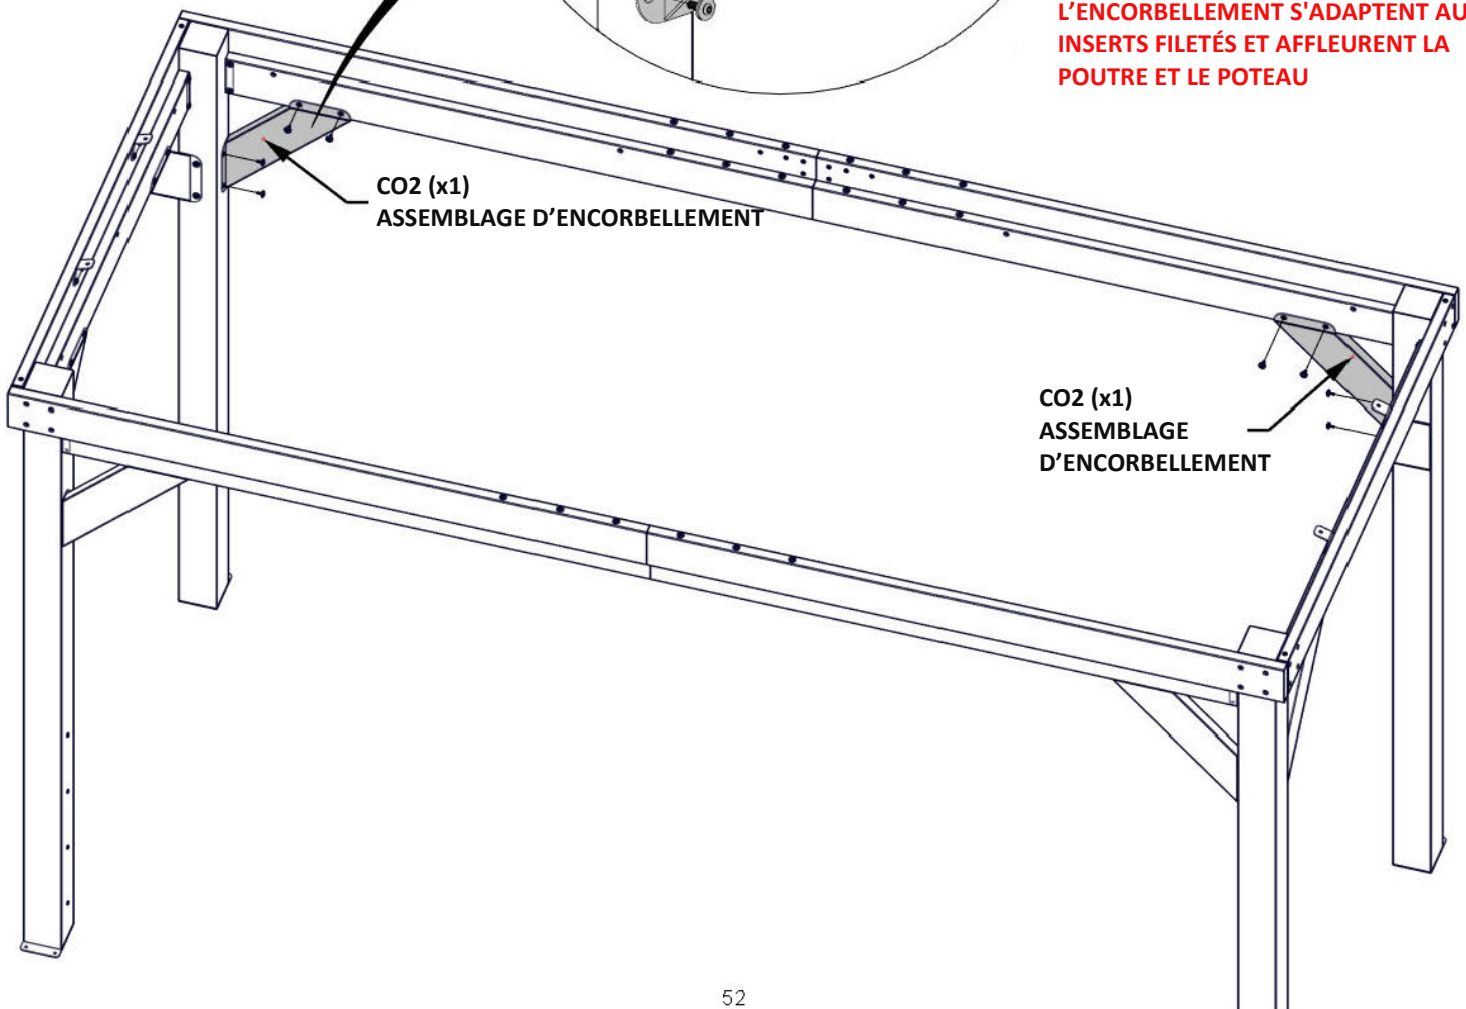 L'ENCORBELLEMENT S'ADAPTENT AU
INSERTS FILETÉS ET AFFLEURENT LA
POUTRE ET LE POTEAU
CO2 (x1)
ASSEMBLAGE D'ENCORBELLEMENT
CO2 (x1)
ASSEMBLAGE
D'ENCORBELLEMENT
52